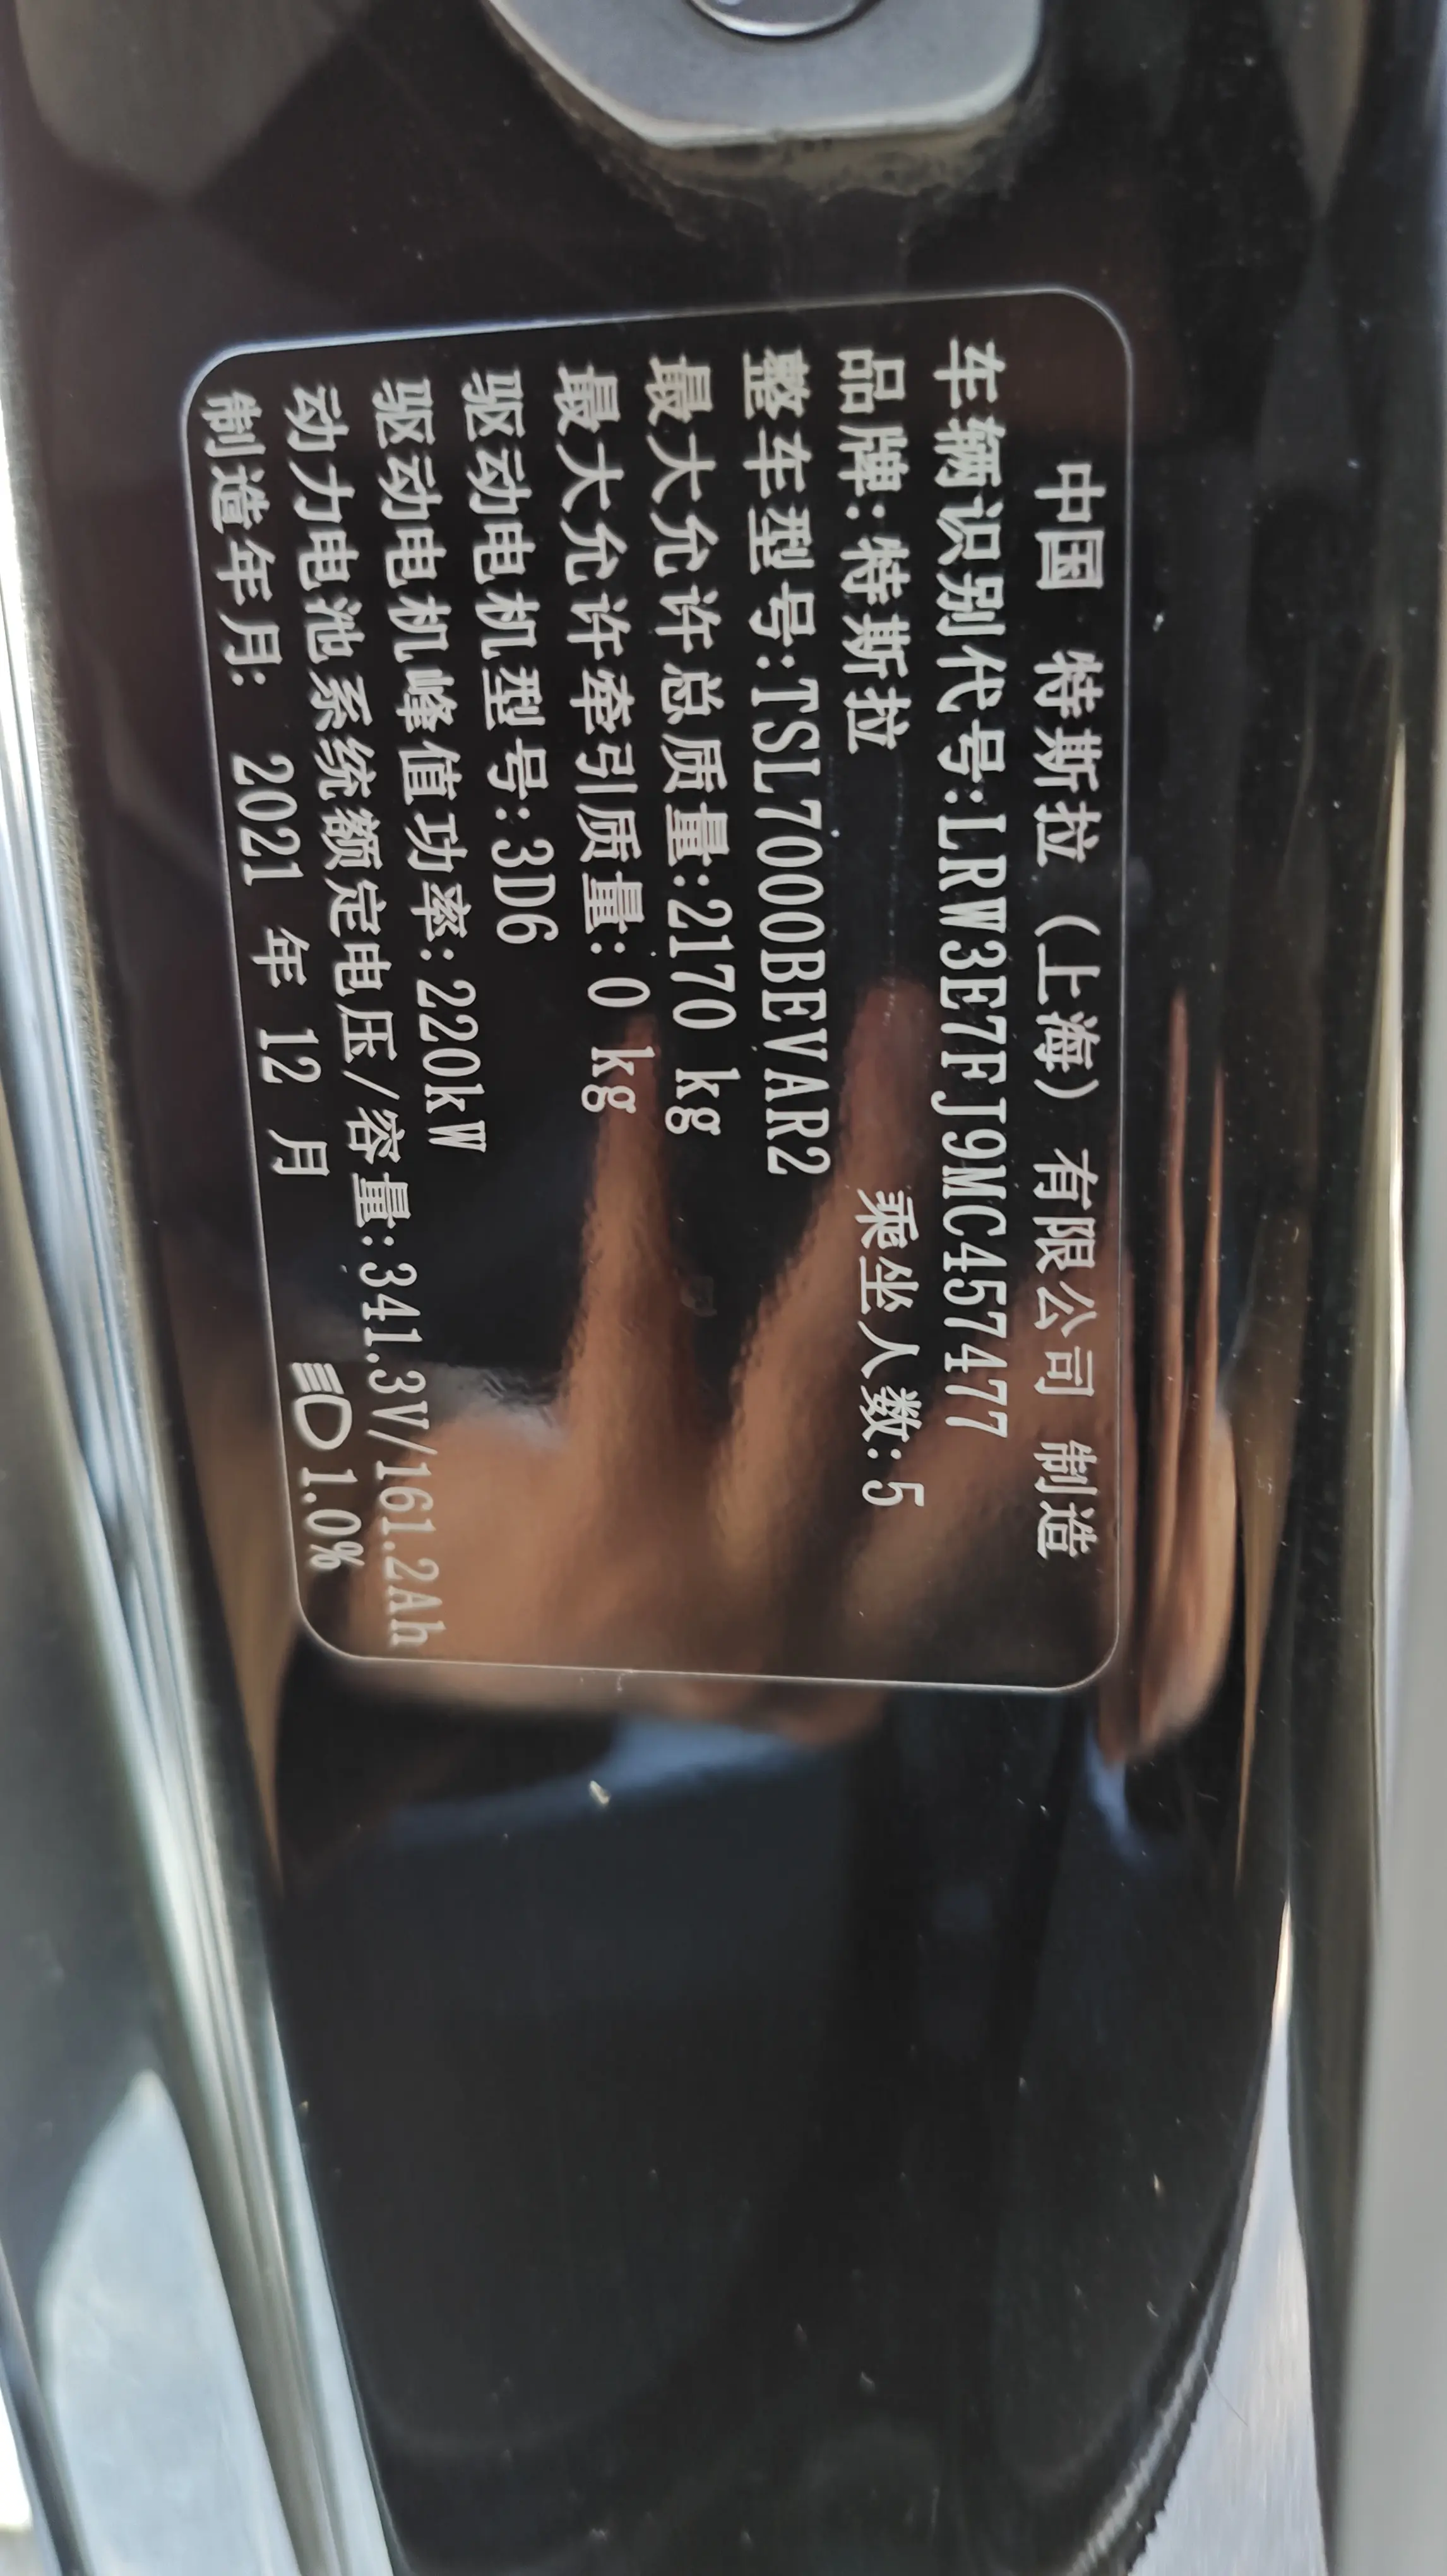 中国 特斯拉（上海）有限公司 制造
车辆识别代号:LRW3E7FJ9MC457477
品牌:特斯拉 乘坐人数:5
整车型号:TSL7000BEVAR2
最大允许总质量:2170 kg
最大允许牵引质量:0 kg
驱动电机型号:3D6
驱动电机峰值功率:220kW
动力电池系统额定电压/容量:341.3V/161.2Ah
制造年月: 2021 年 12 月 1.0%